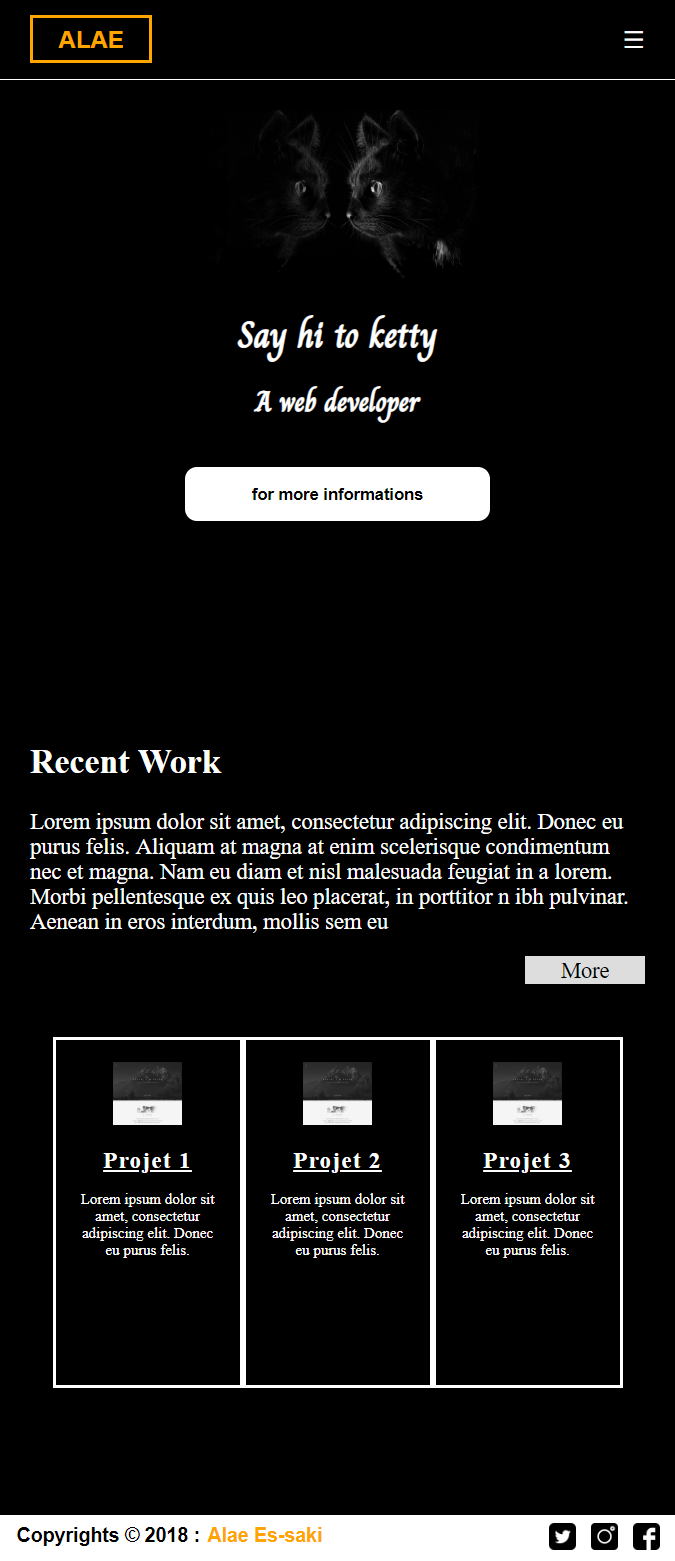 ALAE
☰
Say hi to ketty
A web developer
for more informations
Recent Work
Lorem ipsum dolor sit amet, consectetur adipiscing elit. Donec eu
purus felis. Aliquam at magna at enim scelerisque condimentum
nec et magna. Nam eu diam et nisl malesuada feugiat in a lorem.
Morbi pellentesque ex quis leo placerat, in porttitor n ibh pulvinar.
Aenean in eros interdum, mollis sem eu
More
Projet 1
Lorem ipsum dolor sit
amet, consectetur
adipiscing elit. Donec
eu purus felis.
Projet 2
Lorem ipsum dolor sit
amet, consectetur
adipiscing elit. Donec
eu purus felis.
Projet 3
Lorem ipsum dolor sit
amet, consectetur
adipiscing elit. Donec
eu purus felis.
Copyrights © 2018 : Alae Es-saki